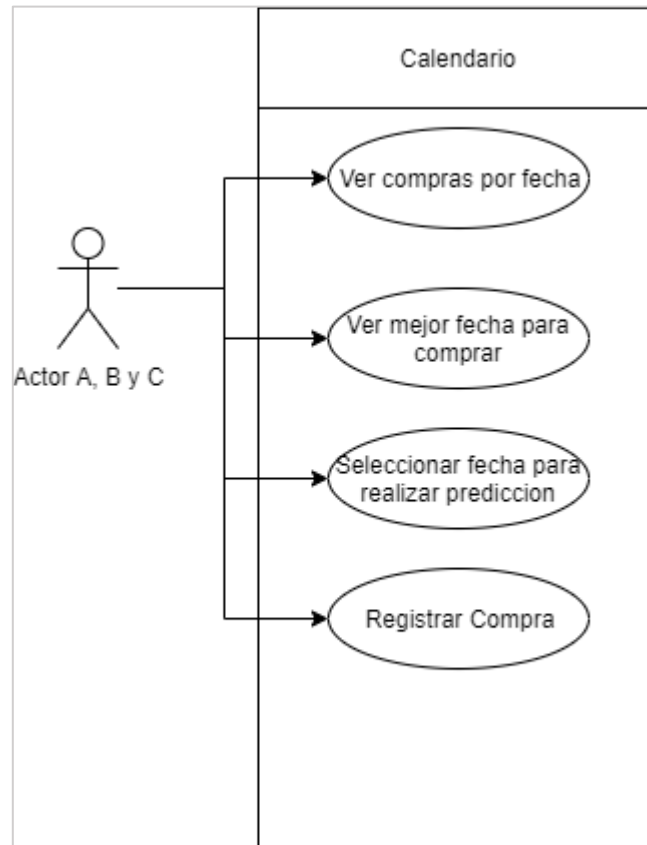 Calendario
Ver compras por fecha
Ver mejor fecha para
comprar
Actor A, B y C
Seleccionar fecha para
realizar prediccion
Registrar Compra